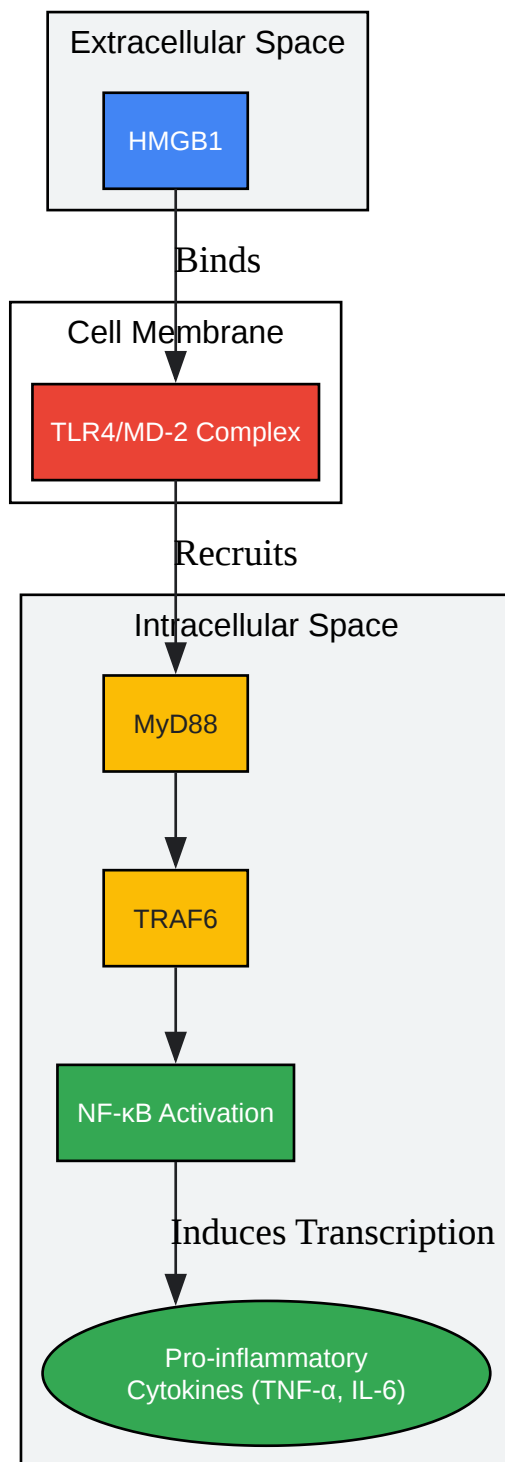 Extracellular Space
HMGB1
Binds
Cell Membrane
TLR4/MD-2 Complex
Recruits
Intracellular Space
MyD88
TRAF6
NF-κB Activation
Induces Transcription
Pro-inflammatory
Cytokines (TNF-α, IL-6)